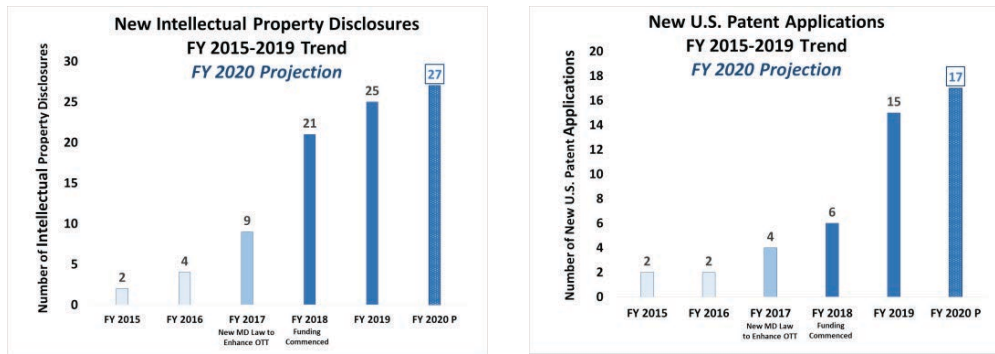 New Intellectual Property Disclosures
FY 2015-2019 Trend
FY 2020 Projection
Number of Intellectual Property Disclosures
30
25
20
15
10
5
0
2
4
9
21
25
27
FY 2015
FY 2016
FY 2017
FY 2018
FY 2019
FY 2020 P
New MD Law to
Enhance OTT
Funding
Commenced
New U.S. Patent Applications
FY 2015-2019 Trend
FY 2020 Projection
Number of New U.S. Patent Applications
20
18
16
14
12
10
8
6
4
2
0
2
2
4
6
15
17
FY 2015
FY 2016
FY 2017
FY 2018
FY 2019
FY 2020 P
New MD Law
to Enhance OTT
Funding
Commenced